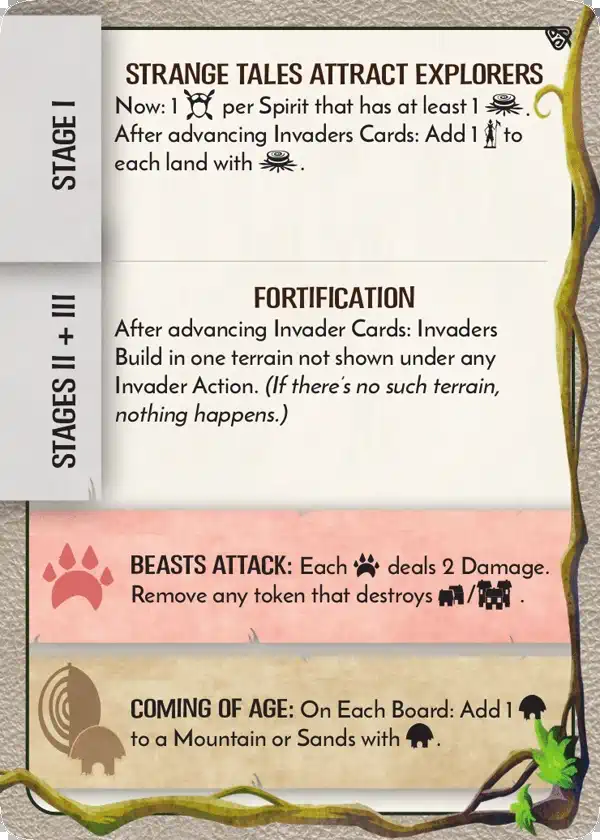 STAGE I
STRANGE TALES ATTRACT EXPLORERS
Now: 1 per Spirit that has at least 1 .
After advancing Invaders Cards: Add 1 to
each land with .
STAGES II + III
FORTIFICATION
After advancing Invader Cards: Invaders
Build in one terrain not shown under any
Invader Action. (If there's no such terrain,
nothing happens.)
BEASTS ATTACK: Each deals 2 Damage.
Remove any token that destroys / .
COMING OF AGE: On Each Board: Add 1
to a Mountain or Sands with .